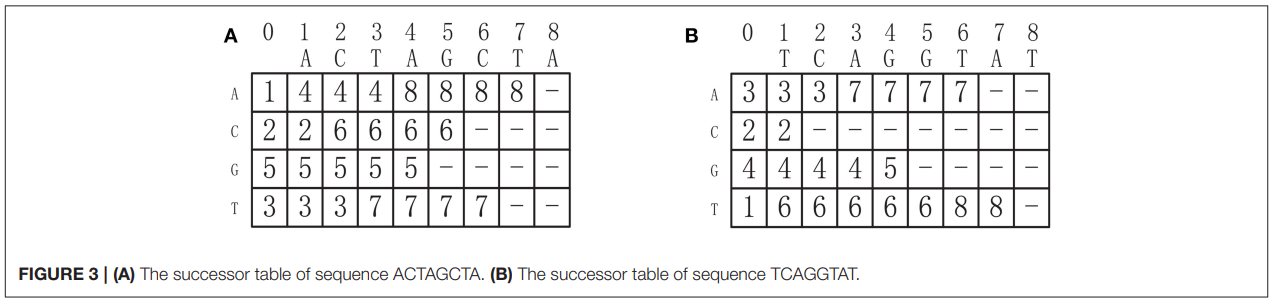 A 0 1 2 3 4 5 6 7 8
A C T A G C T A
A 1 4 4 4 8 8 8 8 –
C 2 2 6 6 6 6 – – –
G 5 5 5 5 5 – – – –
T 3 3 3 7 7 7 7 – –
B 0 1 2 3 4 5 6 7 8
T C A G G T A T
A 3 3 3 7 7 7 7 – –
C 2 2 – – – – – – –
G 4 4 4 4 5 – – – –
T 1 6 6 6 6 6 8 8 –
FIGURE 3 | (A) The successor table of sequence ACTAGCTA. (B) The successor table of sequence TCAGGTAT.